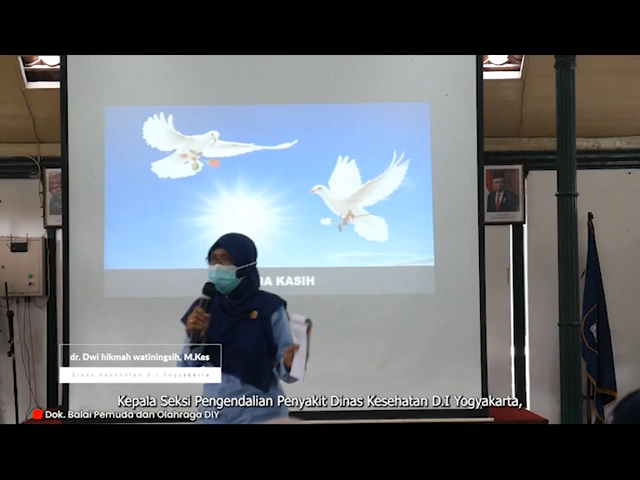 MA KASIH
dr. Dwi hikmah watiningsih, M.Kes
Dinas Kesehatan D.I Yogyakarta
Kepala Seksi Pengendalian Penyakit Dinas Kesehatan D.I Yogyakarta,
Dok. Balai Pemuda dan Olahraga DIY